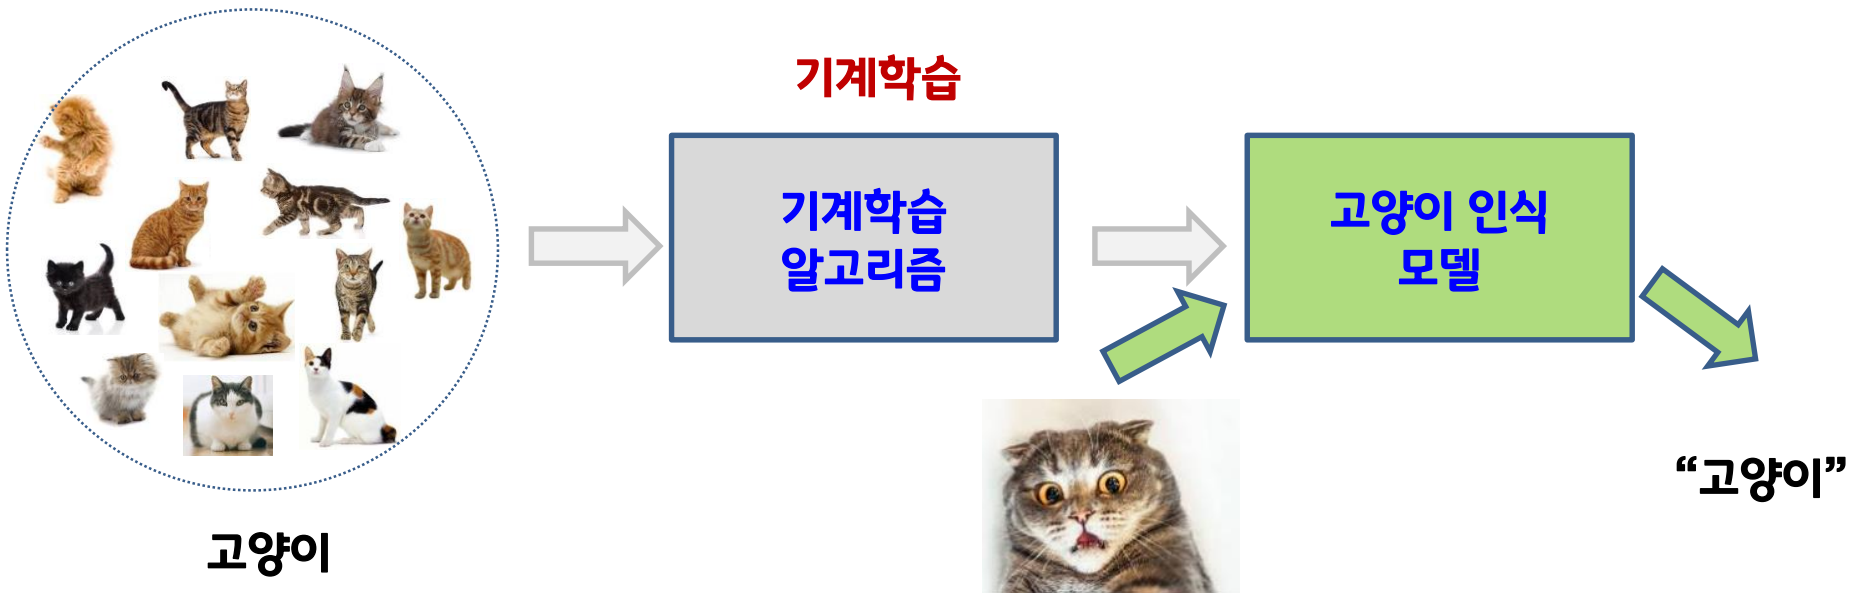 기계학습
기계학습
알고리즘
고양이 인식
모델
“고양이”
고양이